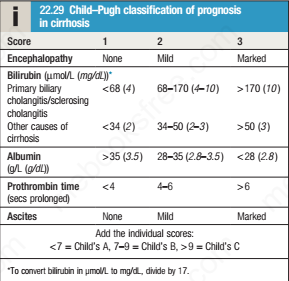 i 22.29 Child–Pugh classification of prognosis
in cirrhosis
Score 1 2 3
Encephalopathy None Mild Marked
Bilirubin (μmol/L (mg/dL))*
Primary biliary <68 (4) 68–170 (4–10) >170 (10)
cholangitis/sclerosing
cholangitis
Other causes of <34 (2) 34–50 (2–3) >50 (3)
cirrhosis
Albumin >35 (3.5) 28–35 (2.8–3.5) <28 (2.8)
(g/L (g/dL))
Prothrombin time <4 4–6 >6
(secs prolonged)
Ascites None Mild Marked
Add the individual scores:
<7 = Child's A, 7–9 = Child's B, >9 = Child's C
*To convert bilirubin in μmol/L to mg/dL, divide by 17.